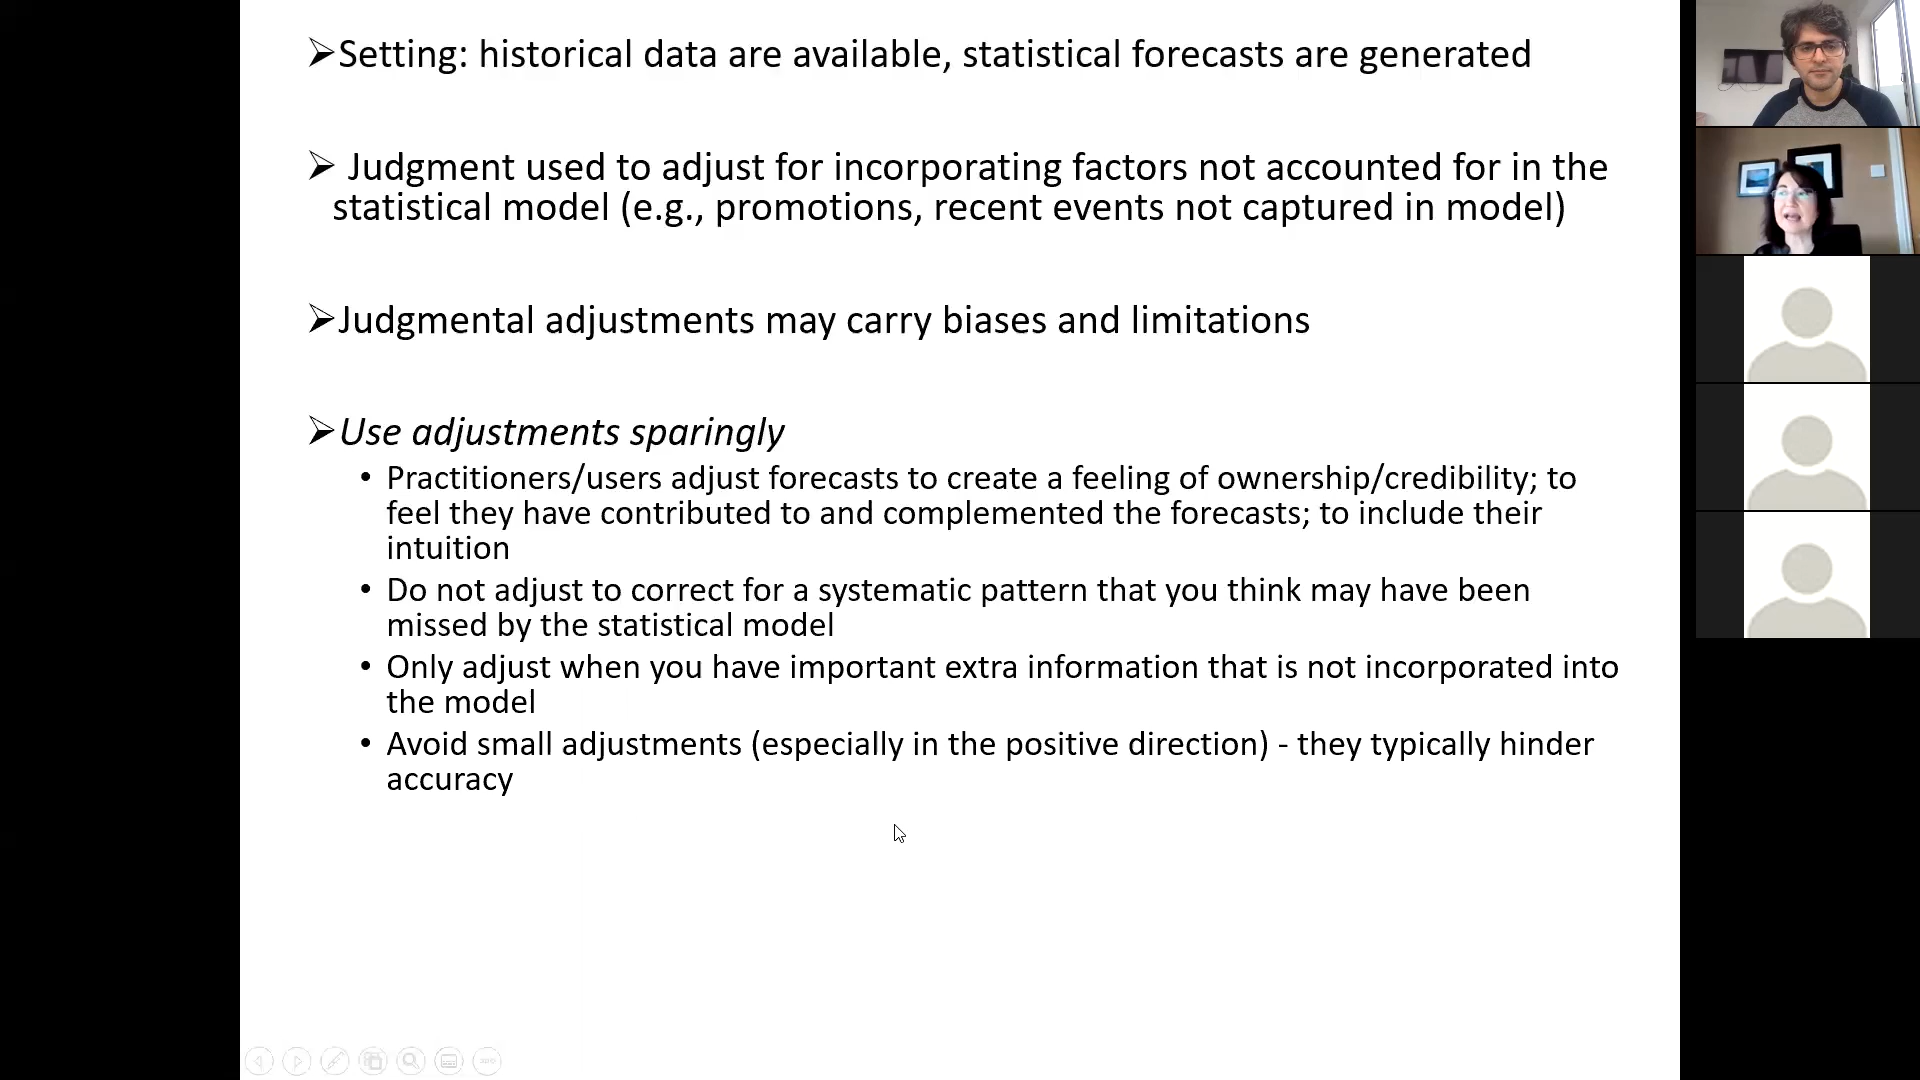 ➢Setting: historical data are available, statistical forecasts are generated
➢ Judgment used to adjust for incorporating factors not accounted for in the
statistical model (e.g., promotions, recent events not captured in model)
➢Judgmental adjustments may carry biases and limitations
➢Use adjustments sparingly
• Practitioners/users adjust forecasts to create a feeling of ownership/credibility; to
feel they have contributed to and complemented the forecasts; to include their
intuition
• Do not adjust to correct for a systematic pattern that you think may have been
missed by the statistical model
• Only adjust when you have important extra information that is not incorporated into
the model
• Avoid small adjustments (especially in the positive direction) - they typically hinder
accuracy